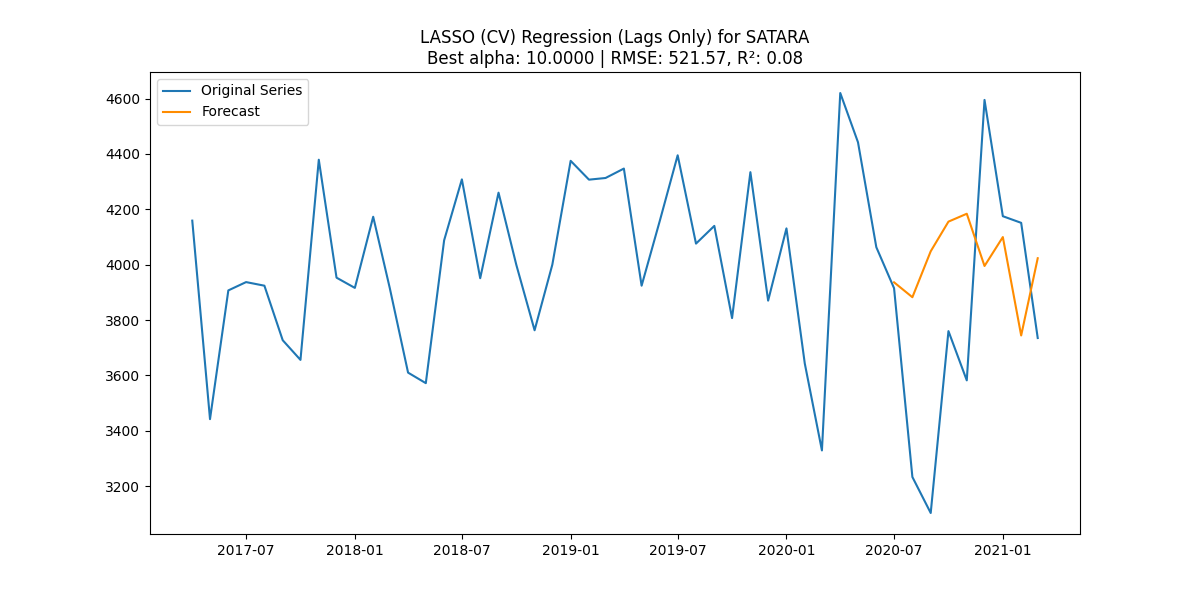 LASSO (CV) Regression (Lags Only) for SATARA
Best alpha: 10.0000 | RMSE: 521.57, R²: 0.08
Original Series
Forecast
4600
4400
4200
4000
3800
3600
3400
3200
2017-07 2018-01 2018-07 2019-01 2019-07 2020-01 2020-07 2021-01